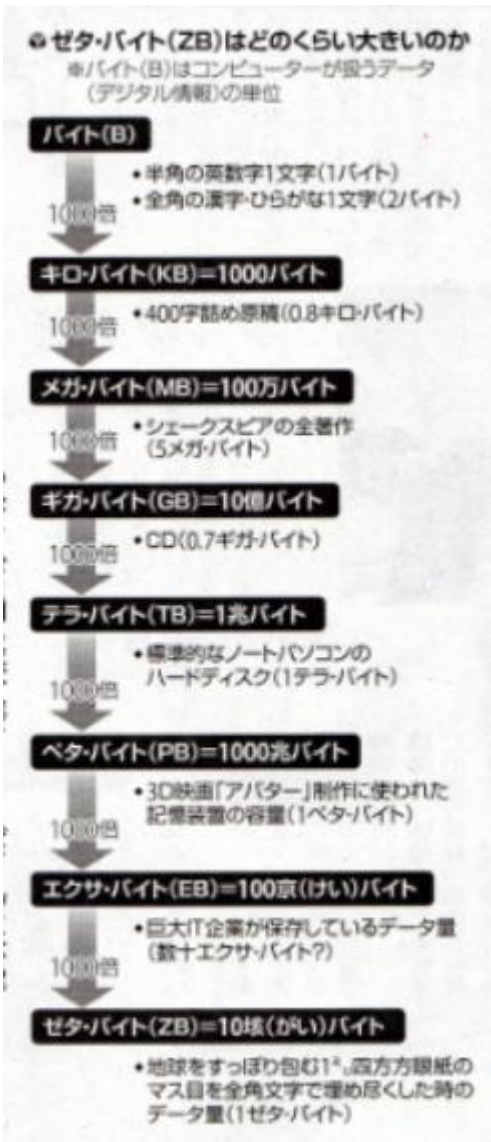 ゼタ・バイト(ZB)はどのくらい大きいのか
※バイト(B)はコンピューターが扱うデータ
(デジタル情報)の単位
バイト(B)
•半角の英数字1文字(1バイト)
•全角の漢字・ひらがな1文字(2バイト)
1000倍
キロ・バイト(KB)=1000バイト
•400字詰め原稿(0.8キロ・バイト)
1000倍
メガ・バイト(MB)=100万バイト
•シェークスピアの全著作
(5メガ・バイト)
1000倍
ギガ・バイト(GB)=10億バイト
•CD(0.7ギガ・バイト)
1000倍
テラ・バイト(TB)=1兆バイト
•標準的なノートパソコンの
ハードディスク(1テラ・バイト)
1000倍
ペタ・バイト(PB)=1000兆バイト
•3D映画「アバター」制作に使われた
記憶装置の容量(1ペタ・バイト)
1000倍
エクサ・バイト(EB)=100京(けい)バイト
•巨大IT企業が保存しているデータ量
(数十エクサ・バイト?)
1000倍
ゼタ・バイト(ZB)=10垓(がい)バイト
•地球をすっぽり包む1㌢四方方眼紙の
マス目を全角文字で埋め尽くした時の
データ量(1ゼタ・バイト)